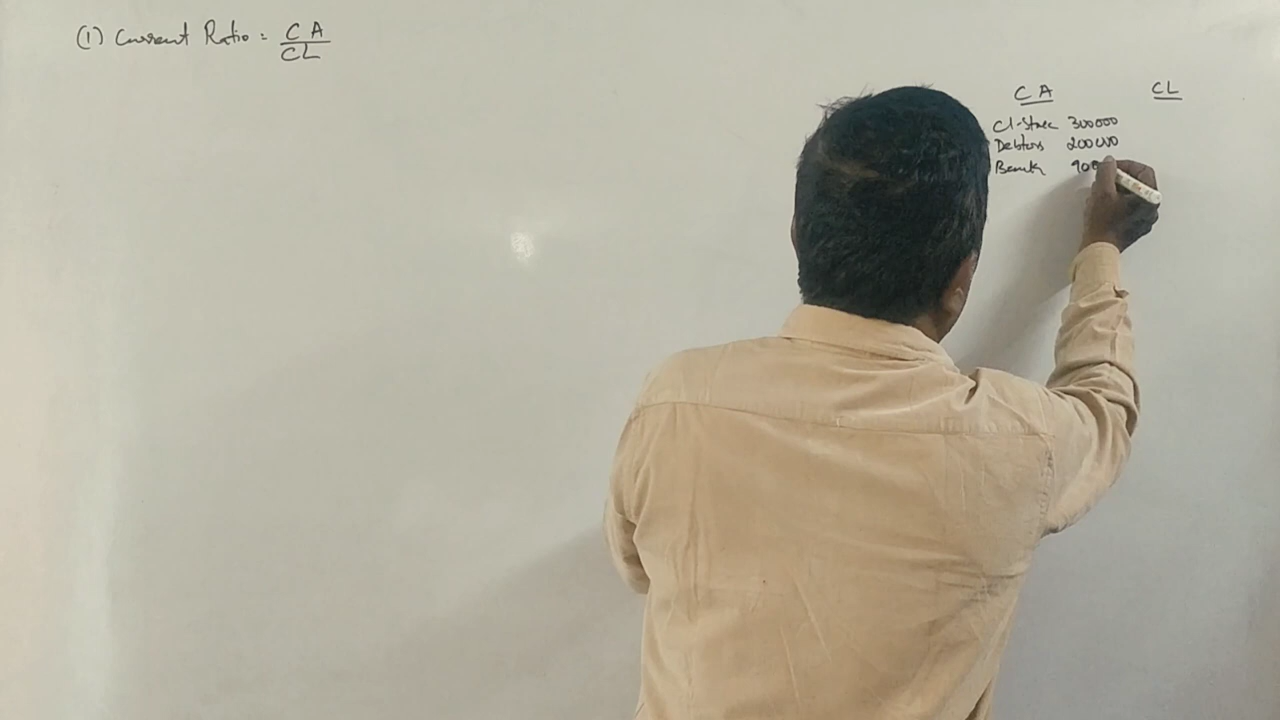 (1) Current Ratio = CA
CL
CA CL
Cl-Stock 300000
Debtors 200000
Bank